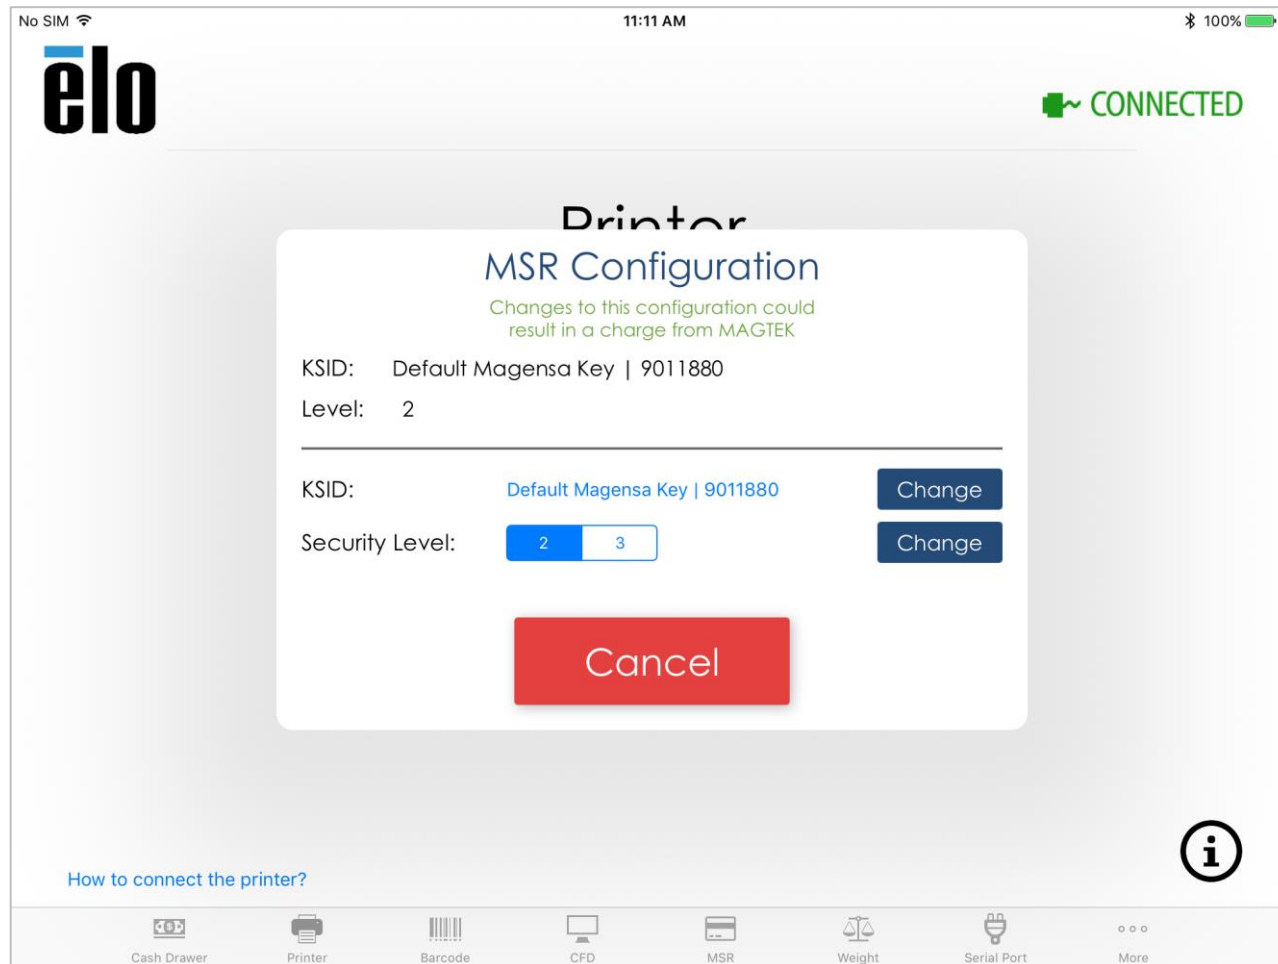 No SIM 11:11 AM 100%
elo
CONNECTED
Printer
MSR Configuration
Changes to this configuration could
result in a charge from MAGTEK
KSID: Default Magensa Key | 9011880
Level: 2
KSID: Default Magensa Key | 9011880 Change
Security Level: 2 3 Change
Cancel
i
How to connect the printer?
Cash Drawer Printer Barcode CFD MSR Weight Serial Port More